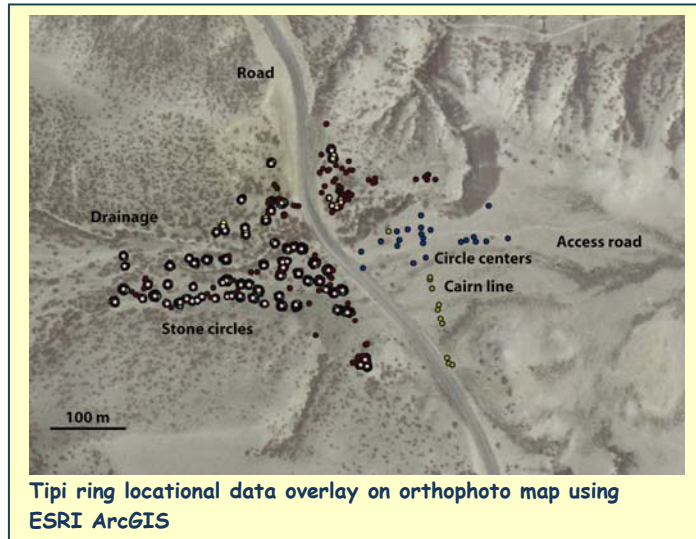 Road
Drainage
Access road
Circle centers
Cairn line
Stone circles
100 m
Tipi ring locational data overlay on orthophoto map using
ESRI ArcGIS